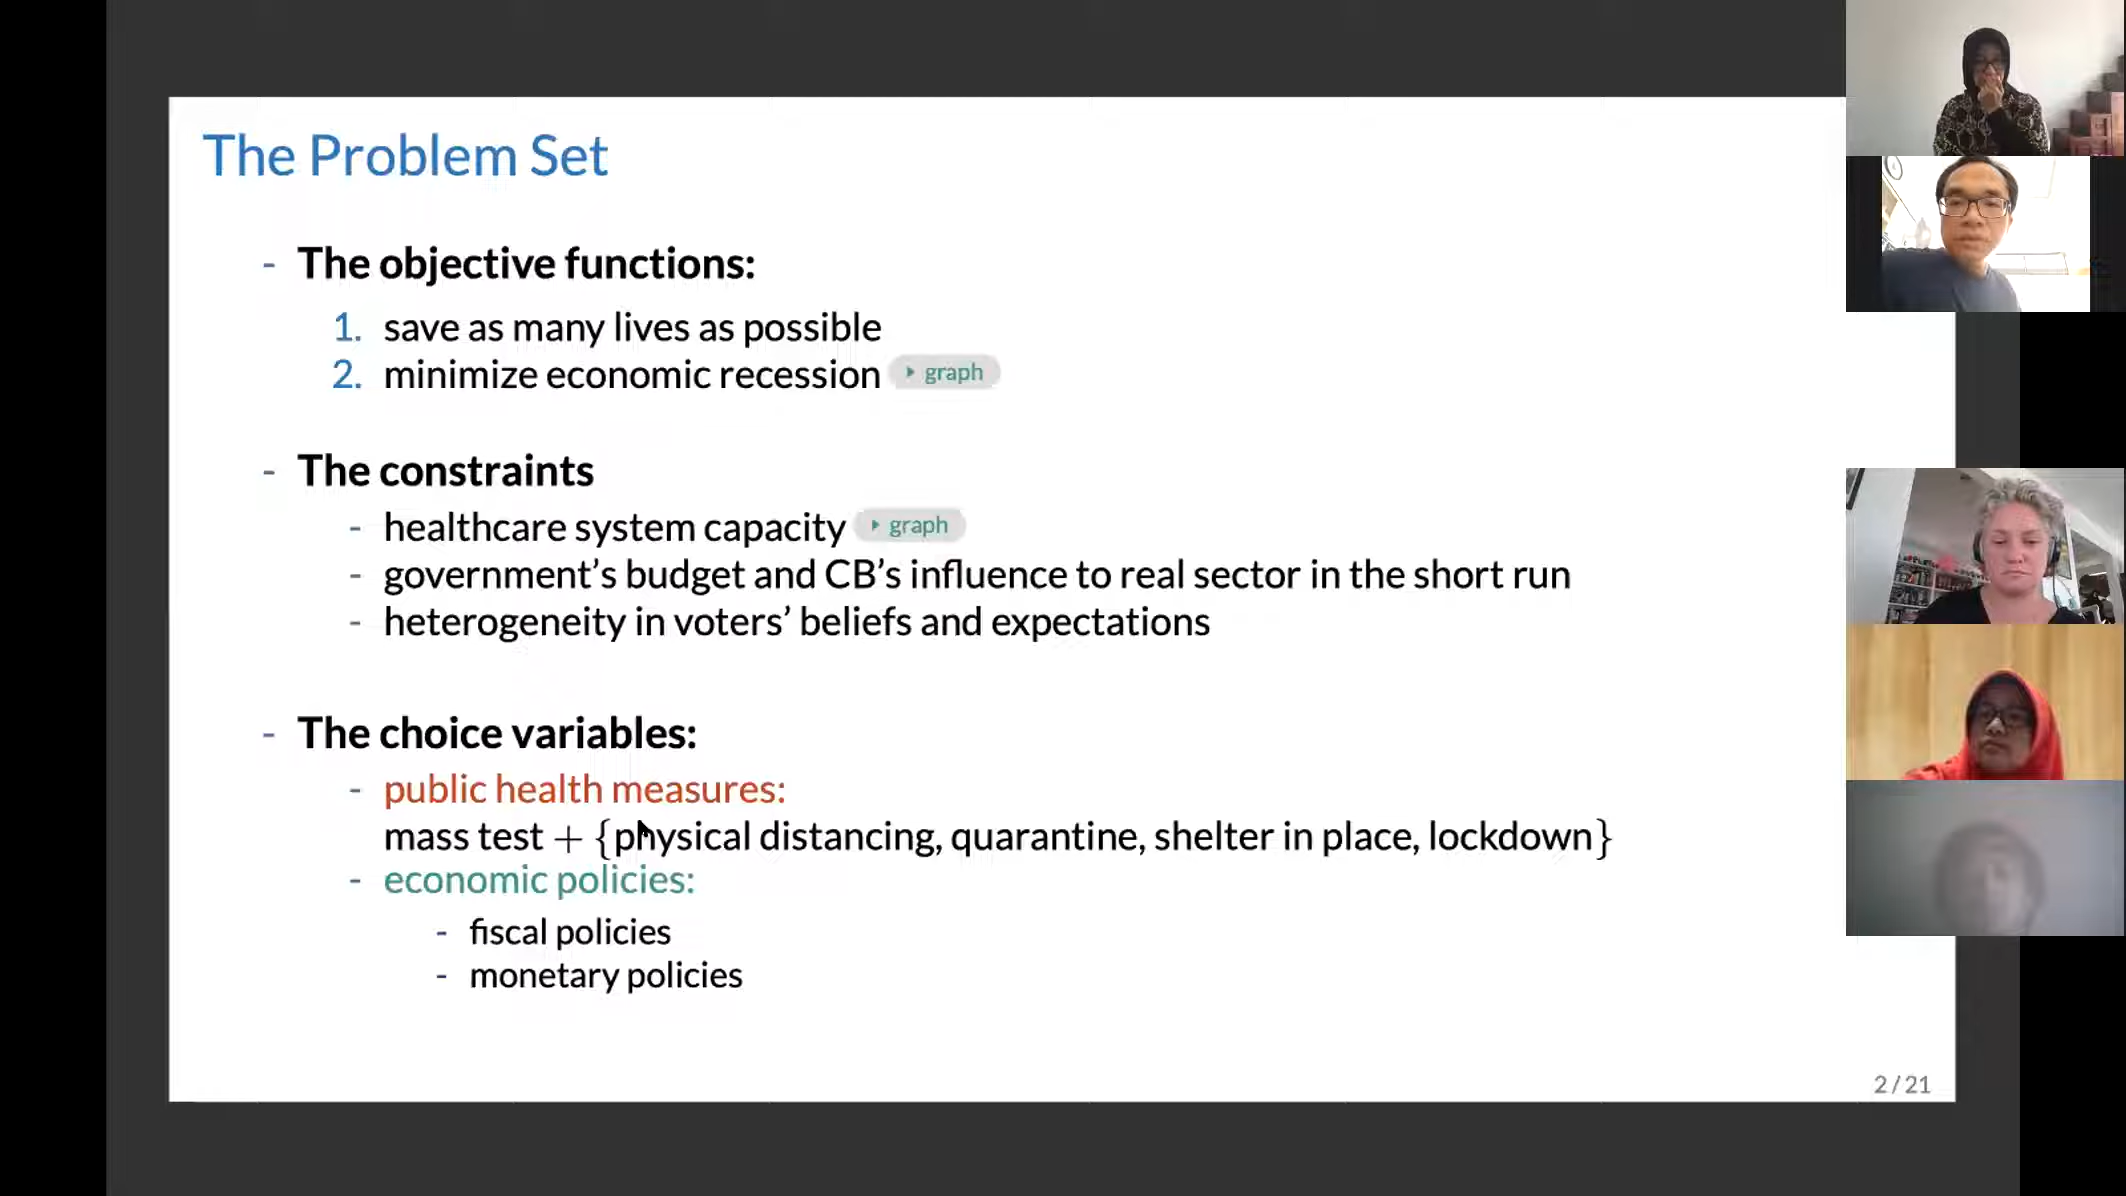 The Problem Set
- The objective functions:
1. save as many lives as possible
2. minimize economic recession ▸ graph
- The constraints
- healthcare system capacity ▸ graph
- government’s budget and CB’s influence to real sector in the short run
- heterogeneity in voters’ beliefs and expectations
- The choice variables:
- public health measures:
mass test + {physical distancing, quarantine, shelter in place, lockdown}
- economic policies:
- fiscal policies
- monetary policies
2 / 21